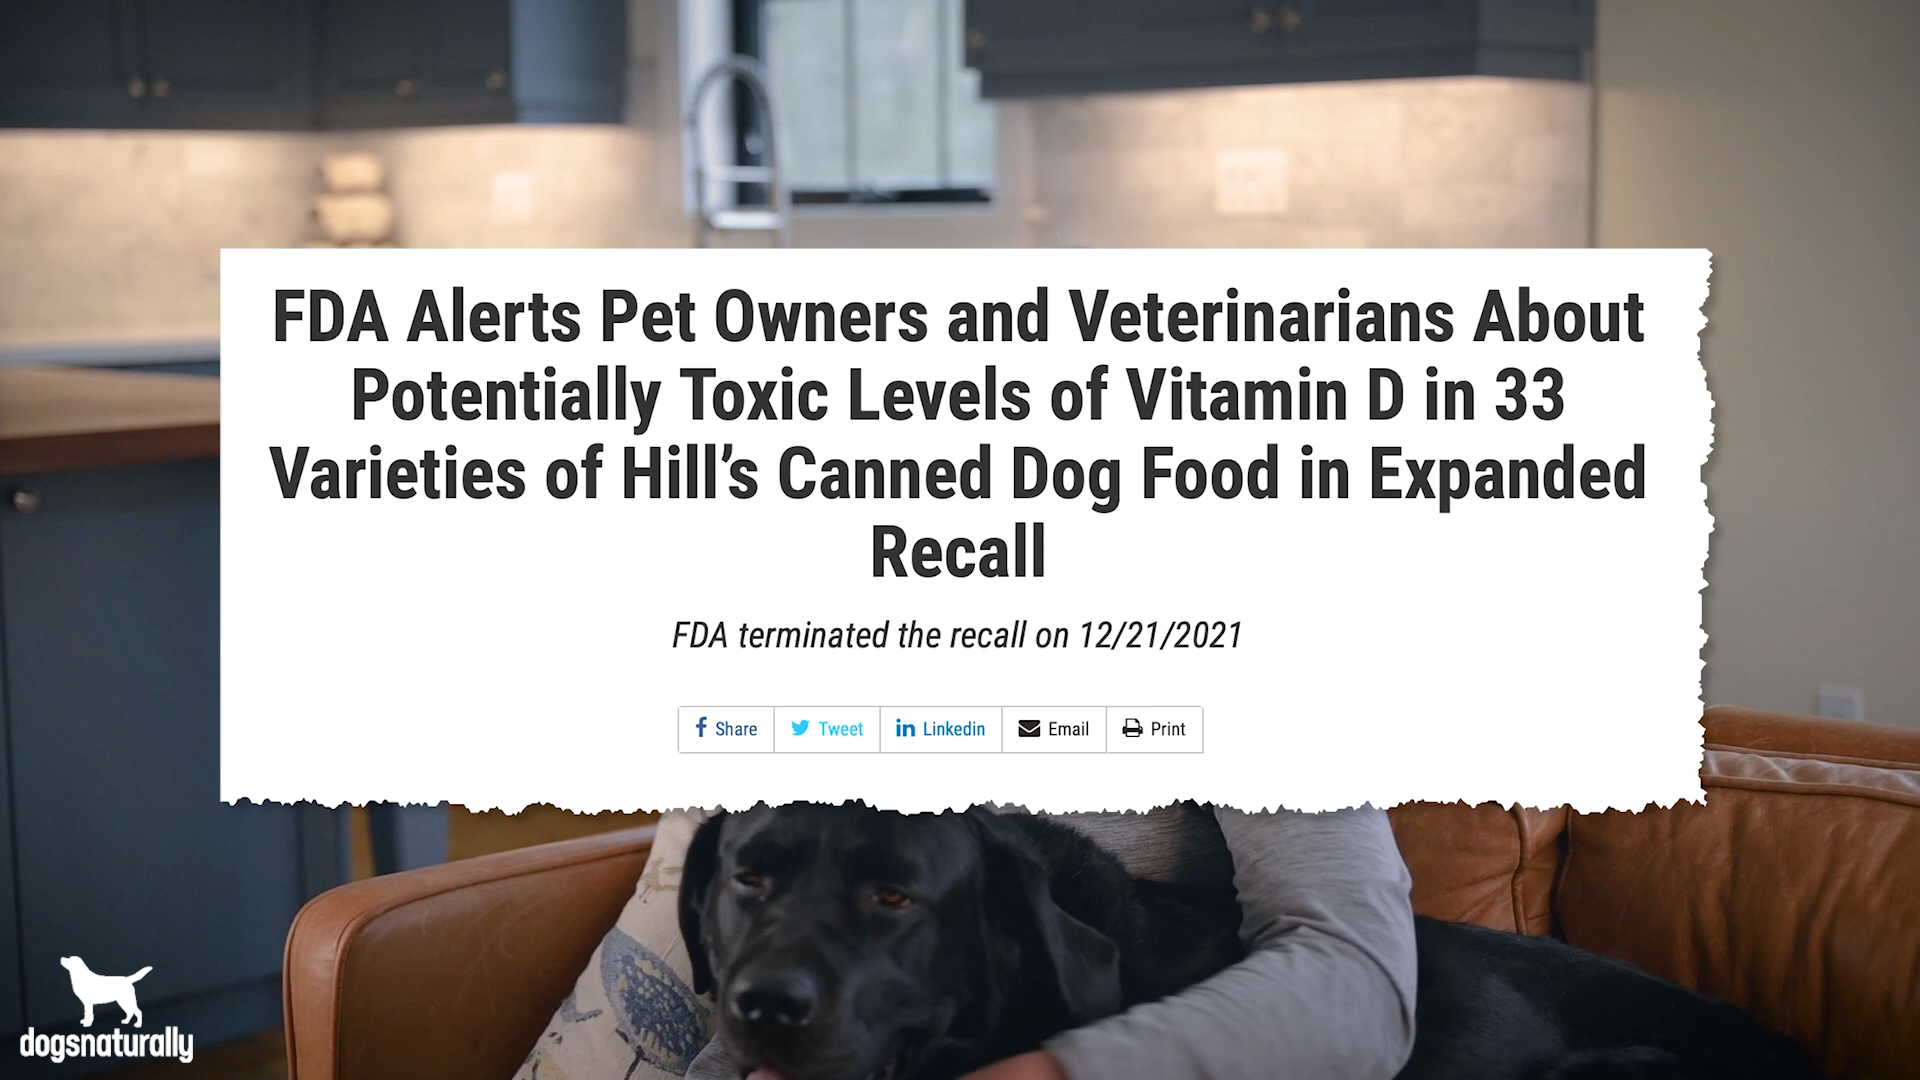 FDA Alerts Pet Owners and Veterinarians About
Potentially Toxic Levels of Vitamin D in 33
Varieties of Hill’s Canned Dog Food in Expanded
Recall
FDA terminated the recall on 12/21/2021
Share Tweet Linkedin Email Print
dogsnaturally